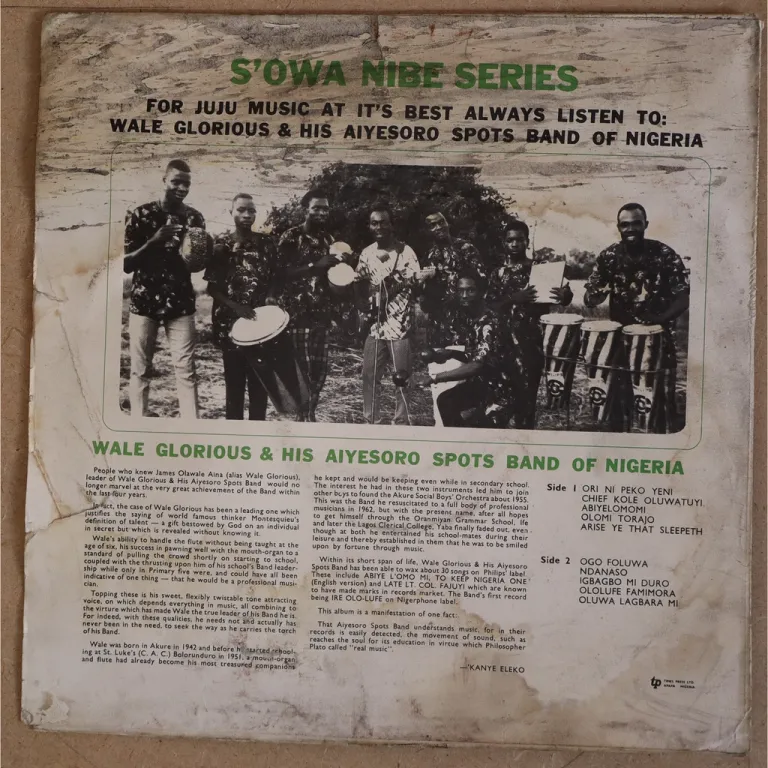 S'OWA NIBE SERIES
FOR JUJU MUSIC AT IT'S BEST ALWAYS LISTEN TO:
WALE GLORIOUS & HIS AIYESORO SPOTS BAND OF NIGERIA
WALE GLORIOUS & HIS AIYESORO SPOTS BAND OF NIGERIA
People who knew James Olawale Aina (alias Wale Glorious),
leader of Wale Glorious & His Aiyesoro Spots Band would no
longer marvel at the very great achievement of the Band within
the last four years.
In fact, the case of Wale Glorious has been a leading one which
justifies the saying of world famous thinker Montesquieu's
definition of talent — a gift bestowed by God on an individual
in secret but which is revealed without knowing it.
Wale's ability to handle the flute without being taught at the
age of six, his success in pawning well with the mouth-organ to a
standard of pulling the crowd shortly on starting to school,
coupled with the thrusting upon him of his school's Band leader-
ship while only in Primary five were, and could have all been
indicative of one thing — that he would be a professional musi-
cian.
Topping these is his sweet, flexibly twistable tone attracting
voice, on which depends everything in music, all combining to
the virture which has made Wale the true leader of his Band he is.
For indeed, with these qualities, he needs not and actually has
never been in the need, to seek the way as he carries the torch
of his Band.
Wale was born in Akure in 1942 and before he started school-
ing at St. Luke's (C. A. C.) Bolorunduro in 1951, a mouth-organ
and flute had already become his most treasured companions
he kept and would be keeping even while in secondary school.
The interest he had in these two instruments led him to join
other boys to found the Akure Social Boys' Orchestra about 1955.
This was the Band he resuscitated to a full body of professional
musicians in 1962, but with the present name, after all hopes
to get himself through the Oranmiyan Grammar School, Ife
and later the Lagos Clerical College, Yaba finally faded out, even
though at both he entertained his school-mates during their
leisure and thereby established in them that he was to be smiled
upon by fortune through music.
Within its short span of life, Wale Glorious & His Aiyesoro
Spots Band has been able to wax about 30 songs on Philips' label.
These include ABIYE L'OMO MI, TO KEEP NIGERIA ONE
(English version) and LATE LT. COL. FAJUYI which are known
to have made marks in records market. The Band's first record
being IRE OLO-LUFE on Nigerphone label.
This album is a manifestation of one fact:
That Aiyesoro Spots Band understands music, for in their
records is easily detected, the movement of sound, such as
reaches the soul for its education in virtue which Philosopher
Plato called "real music".
—'KANYE ELEKO
Side 1 ORI NI PEKO YENI
CHIEF KOLE OLUWATUYI
ABIYELOMOMI
OLOMI TORAJO
ARISE YE THAT SLEEPETH
Side 2 OGO FOLUWA
NDANASO
IGBAGBO MI DURO
OLOLUFE FAMIMORA
OLUWA LAGBARA MI
tp